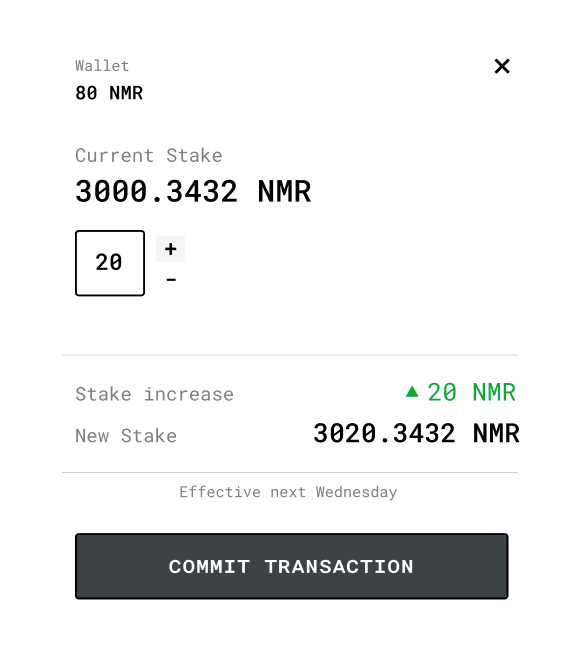 Wallet
80 NMR
×
Current Stake
3000.3432 NMR
20
+
-
Stake increase ▲ 20 NMR
New Stake 3020.3432 NMR
Effective next Wednesday
COMMIT TRANSACTION